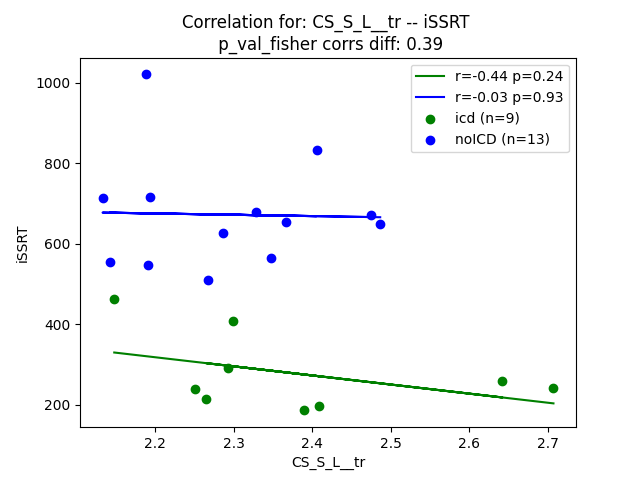 Correlation for: CS_S_L__tr -- iSSRT
p_val_fisher corrs diff: 0.39
r=-0.44 p=0.24
r=-0.03 p=0.93
icd (n=9)
noICD (n=13)
1000
800
600
400
200
iSSRT
2.2
2.3
2.4
2.5
2.6
2.7
CS_S_L__tr